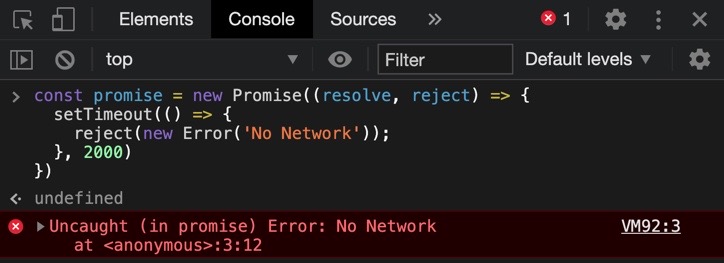 Elements Console Sources » 1
top Filter Default levels
const promise = new Promise((resolve, reject) => {
setTimeout(() => {
reject(new Error('No Network'));
}, 2000)
})
undefined
Uncaught (in promise) Error: No Network VM92:3
at <anonymous>:3:12